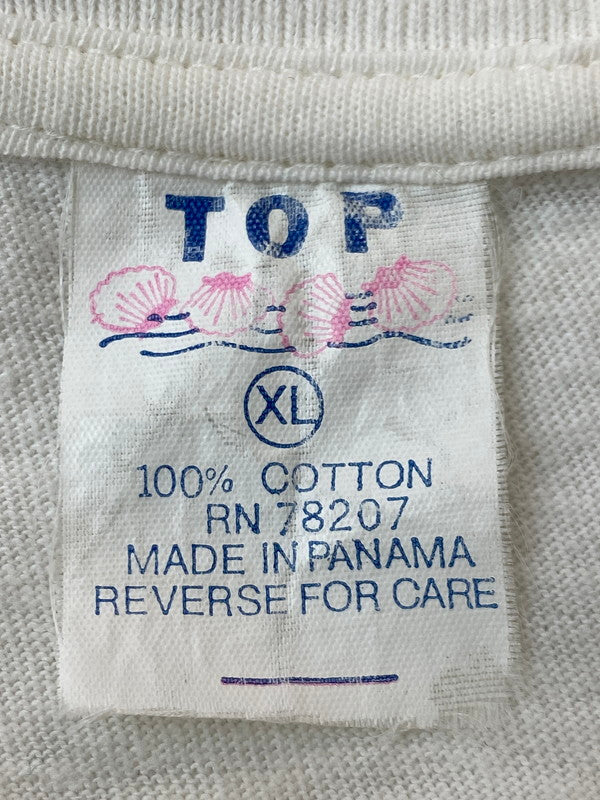 TOP
XL
100% COTTON
RN 78207
MADE IN PANAMA
REVERSE FOR CARE